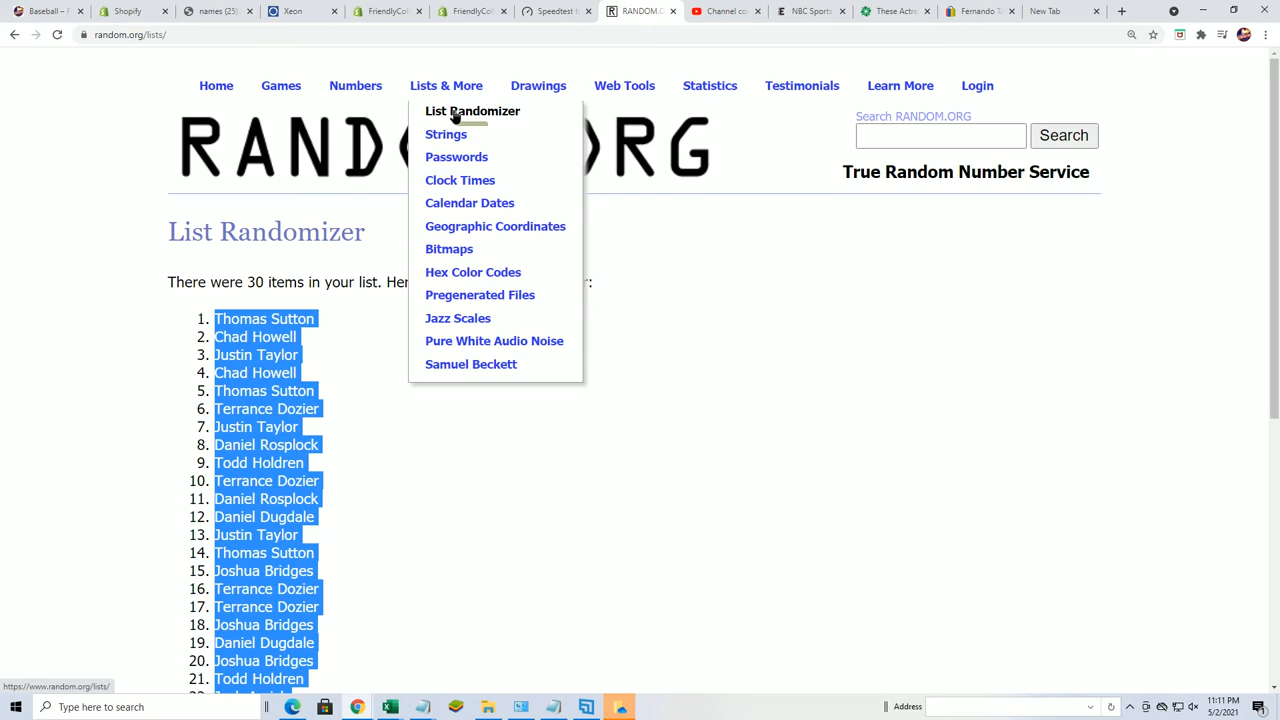 Baseball - F
Shopify
names (25)
Xeon
FriendlyCol
FriendlyCol
Speedtest b
RANDOM.O
Channel co
NBC Sports
These Actre
Fernando T
New Tab
random.org/lists/
Home Games Numbers Lists & More Drawings Web Tools Statistics Testimonials Learn More Login
List Randomizer
Strings
Passwords
Clock Times
Calendar Dates
Geographic Coordinates
Bitmaps
Hex Color Codes
Pregenerated Files
Jazz Scales
Pure White Audio Noise
Samuel Beckett
Search RANDOM.ORG
Search
True Random Number Service
List Randomizer
There were 30 items in your list. Her
r:
1. Thomas Sutton
2. Chad Howell
3. Justin Taylor
4. Chad Howell
5. Thomas Sutton
6. Terrance Dozier
7. Justin Taylor
8. Daniel Rosplock
9. Todd Holdren
10. Terrance Dozier
11. Daniel Rosplock
12. Daniel Dugdale
13. Justin Taylor
14. Thomas Sutton
15. Joshua Bridges
16. Terrance Dozier
17. Terrance Dozier
18. Joshua Bridges
19. Daniel Dugdale
20. Joshua Bridges
21. Todd Holdren
https://www.random.org/lists/
Type here to search
Address
11:11 PM
5/2/2021